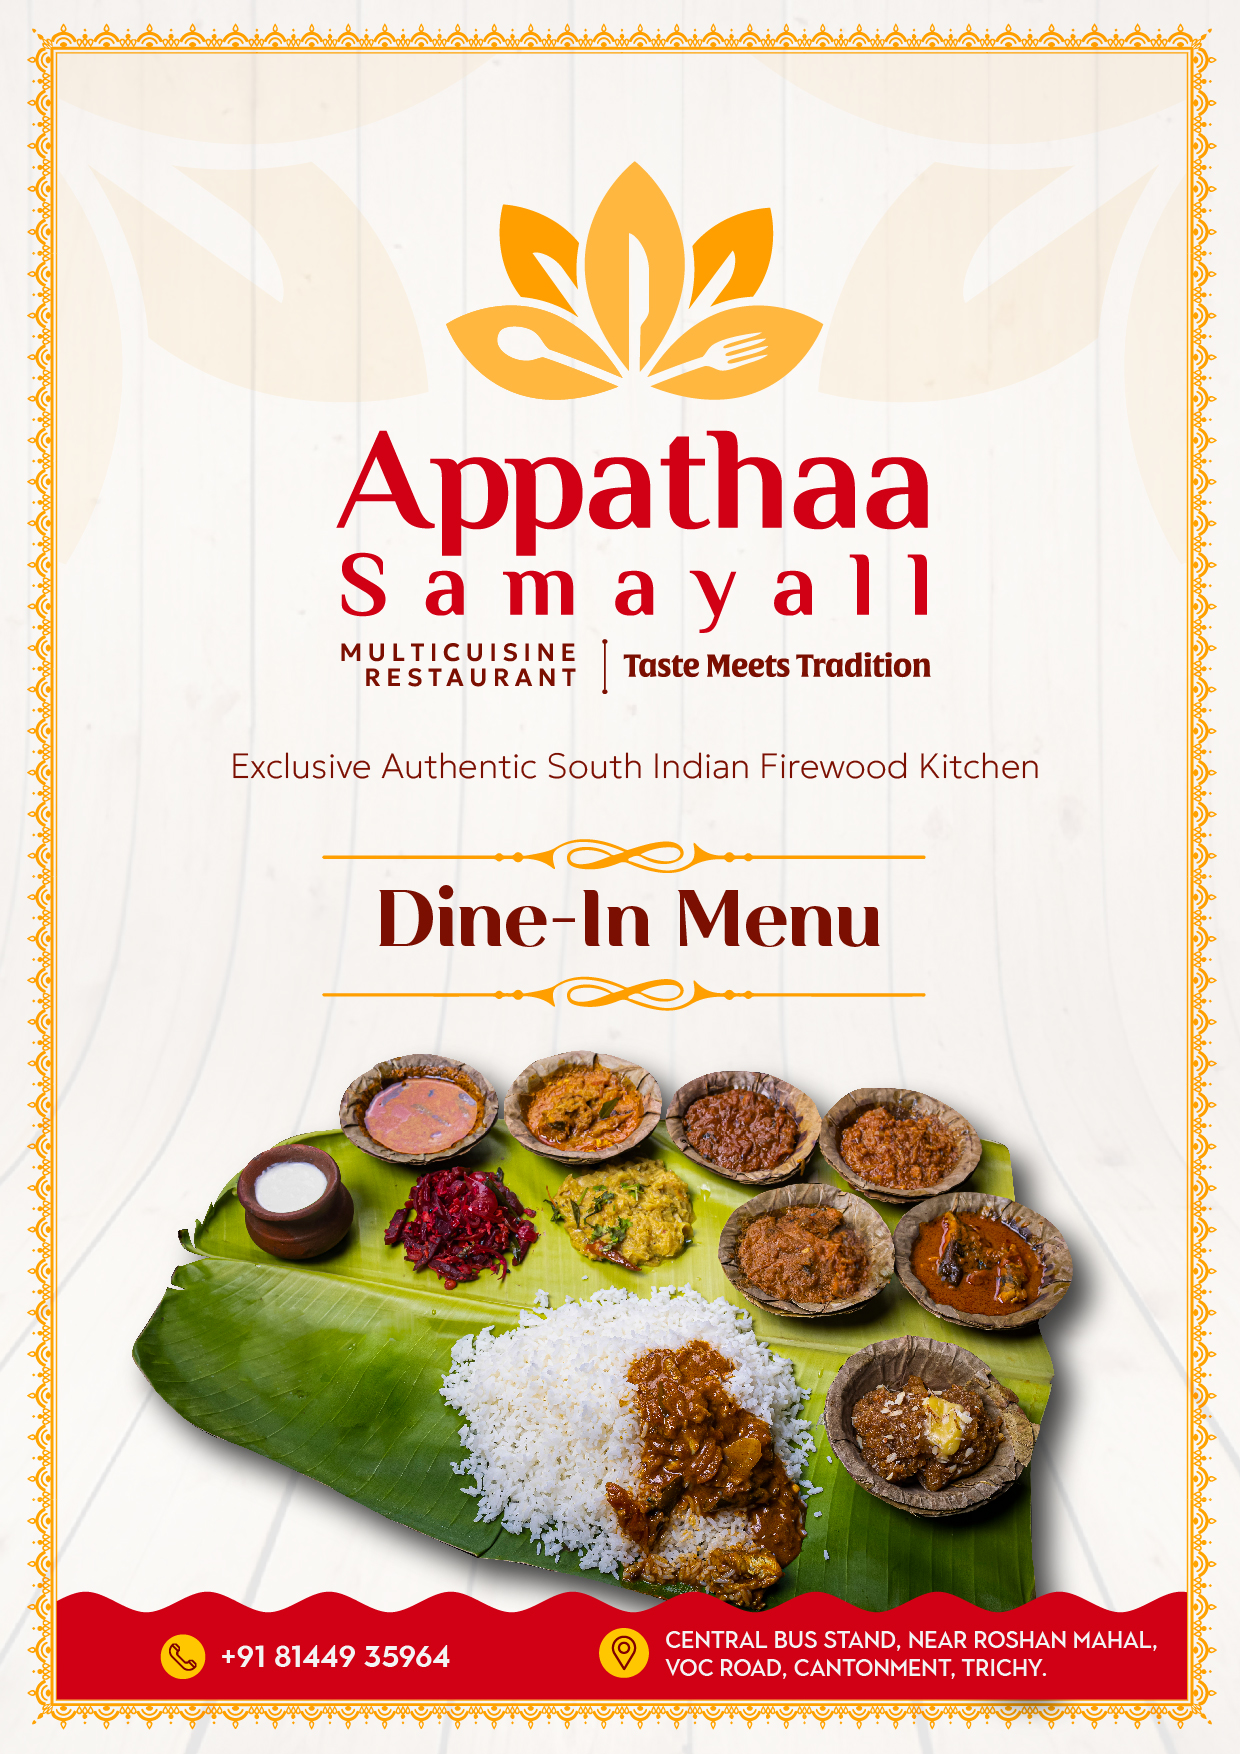 Appathaa
Samayall
MULTICUISINE
RESTAURANT
Taste Meets Tradition
Exclusive Authentic South Indian Firewood Kitchen
Dine-In Menu
+91 81449 35964
CENTRAL BUS STAND, NEAR ROSHAN MAHAL,
VOC ROAD, CANTONMENT, TRICHY.